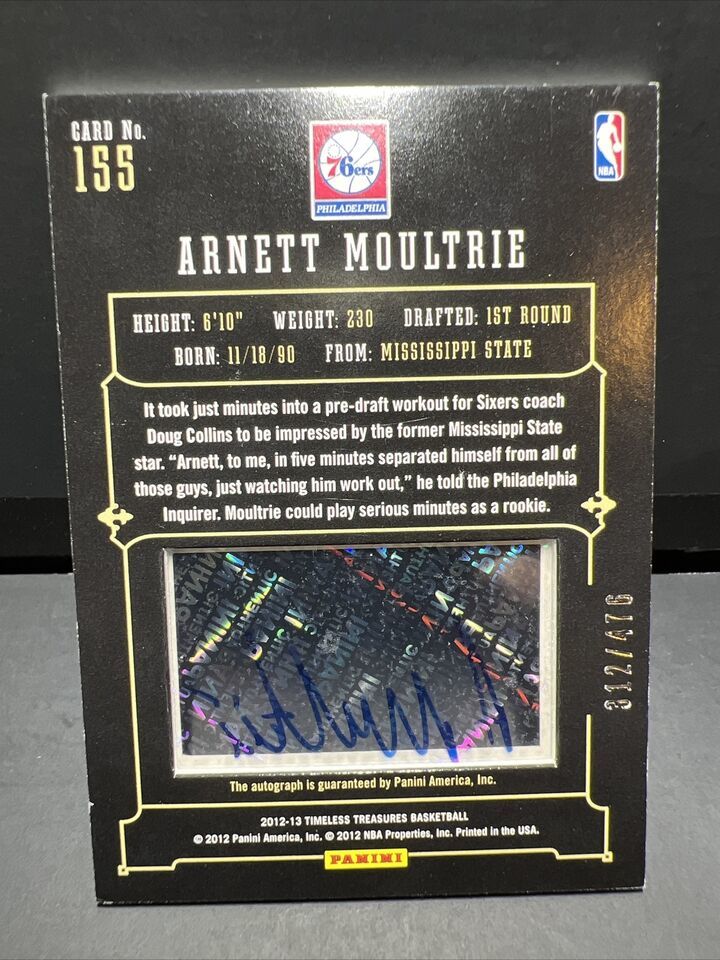 CARD No.
155
76ers
PHILADELPHIA
NBA
ARNETT MOULTRIE
HEIGHT: 6'10" WEIGHT: 230 DRAFTED: 1ST ROUND
BORN: 11/18/90 FROM: MISSISSIPPI STATE
It took just minutes into a pre-draft workout for Sixers coach
Doug Collins to be impressed by the former Mississippi State
star. “Arnett, to me, in five minutes separated himself from all of
those guys, just watching him work out,” he told the Philadelphia
Inquirer. Moultrie could play serious minutes as a rookie.
312/476
The autograph is guaranteed by Panini America, Inc.
2012-13 TIMELESS TREASURES BASKETBALL
© 2012 Panini America, Inc. © 2012 NBA Properties, Inc. Printed in the USA.
PANINI